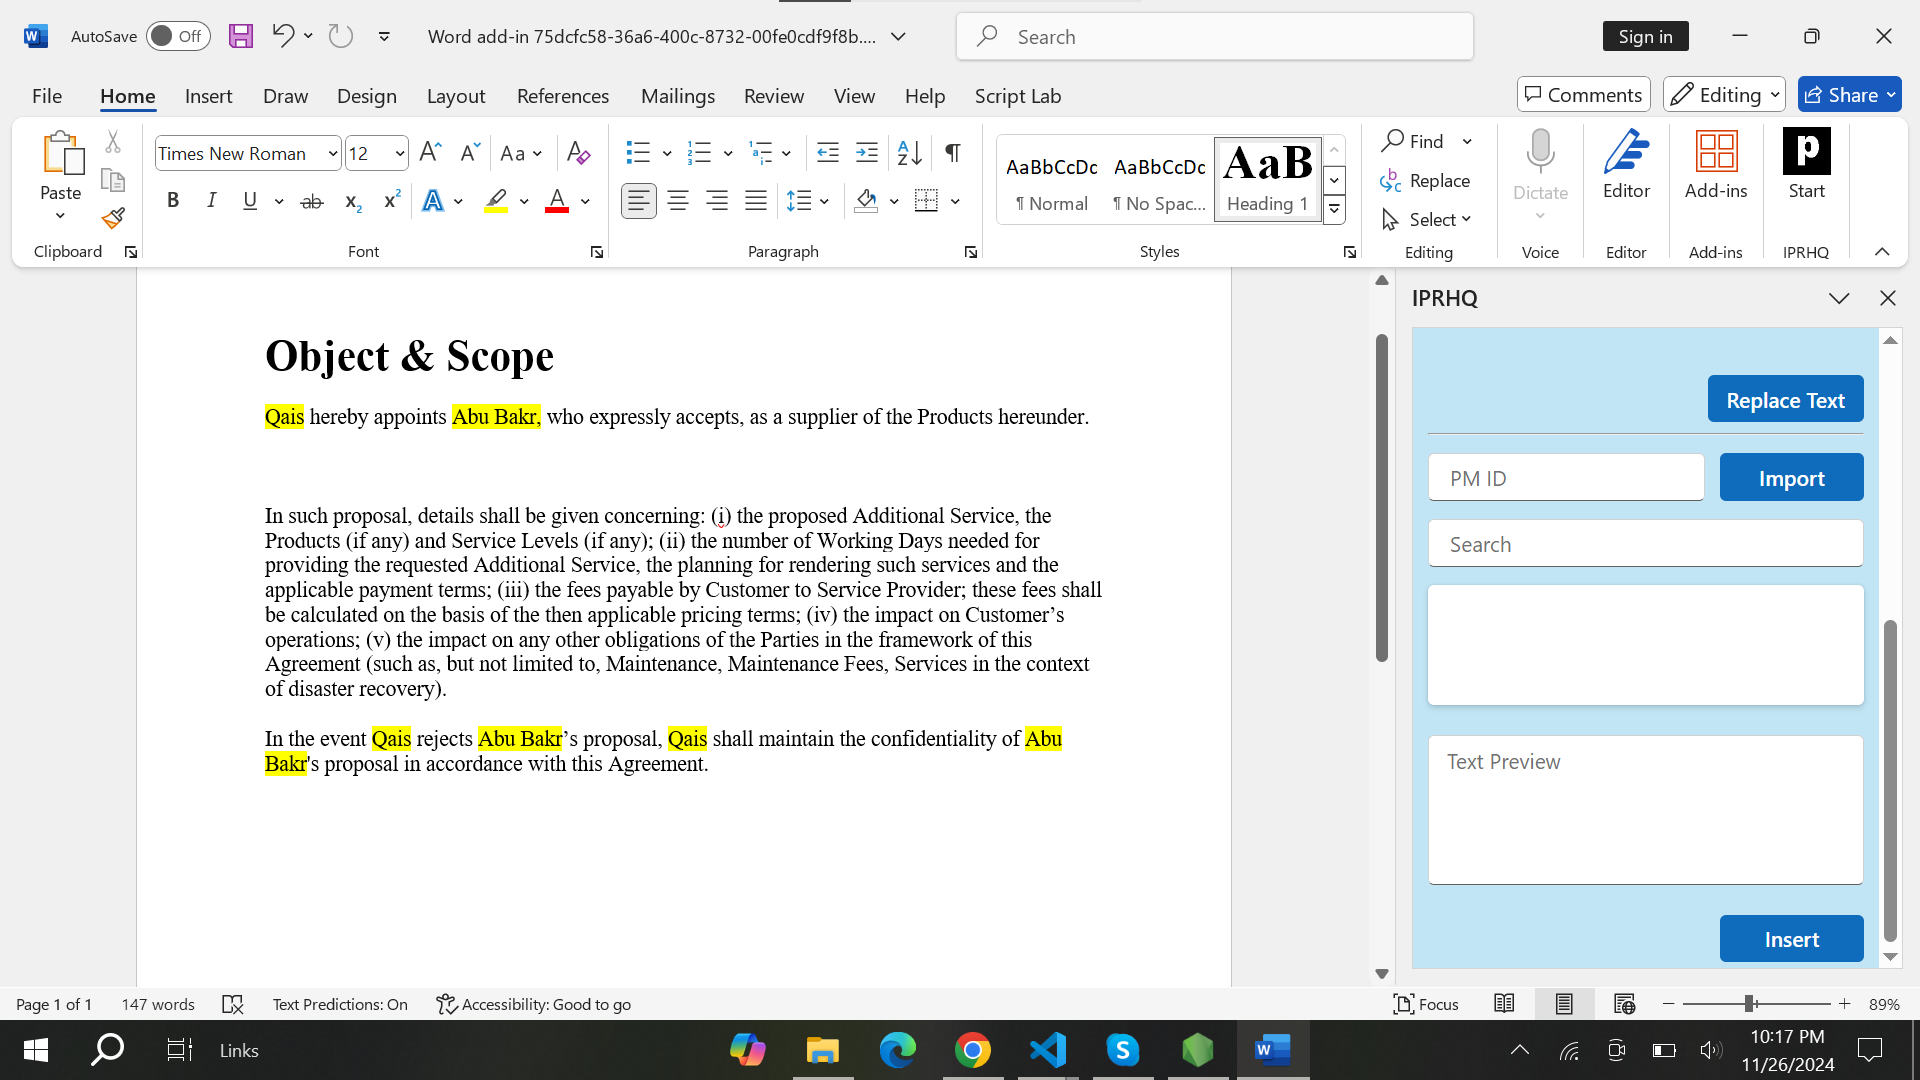 AutoSave Off Word add-in 75dcfc58-36a6-400c-8732-00fe0cdf9f8b.... Search Sign in
File Home Insert Draw Design Layout References Mailings Review View Help Script Lab Comments Editing Share
Paste
Times New Roman 12
AaBbCcDc AaBbCcDc AaB
¶ Normal ¶ No Spac... Heading 1
Find
Replace
Select
Dictate
Editor
Add-ins
Start
Clipboard Font Paragraph Styles Editing Voice Editor Add-ins IPRHQ
Object & Scope
Qais hereby appoints Abu Bakr, who expressly accepts, as a supplier of the Products hereunder.
In such proposal, details shall be given concerning: (i) the proposed Additional Service, the
Products (if any) and Service Levels (if any); (ii) the number of Working Days needed for
providing the requested Additional Service, the planning for rendering such services and the
applicable payment terms; (iii) the fees payable by Customer to Service Provider; these fees shall
be calculated on the basis of the then applicable pricing terms; (iv) the impact on Customer’s
operations; (v) the impact on any other obligations of the Parties in the framework of this
Agreement (such as, but not limited to, Maintenance, Maintenance Fees, Services in the context
of disaster recovery).
In the event Qais rejects Abu Bakr’s proposal, Qais shall maintain the confidentiality of Abu
Bakr's proposal in accordance with this Agreement.
IPRHQ
Replace Text
PM ID Import
Search
Text Preview
Insert
Page 1 of 1 147 words Text Predictions: On Accessibility: Good to go Focus 89%
Links
10:17 PM
11/26/2024